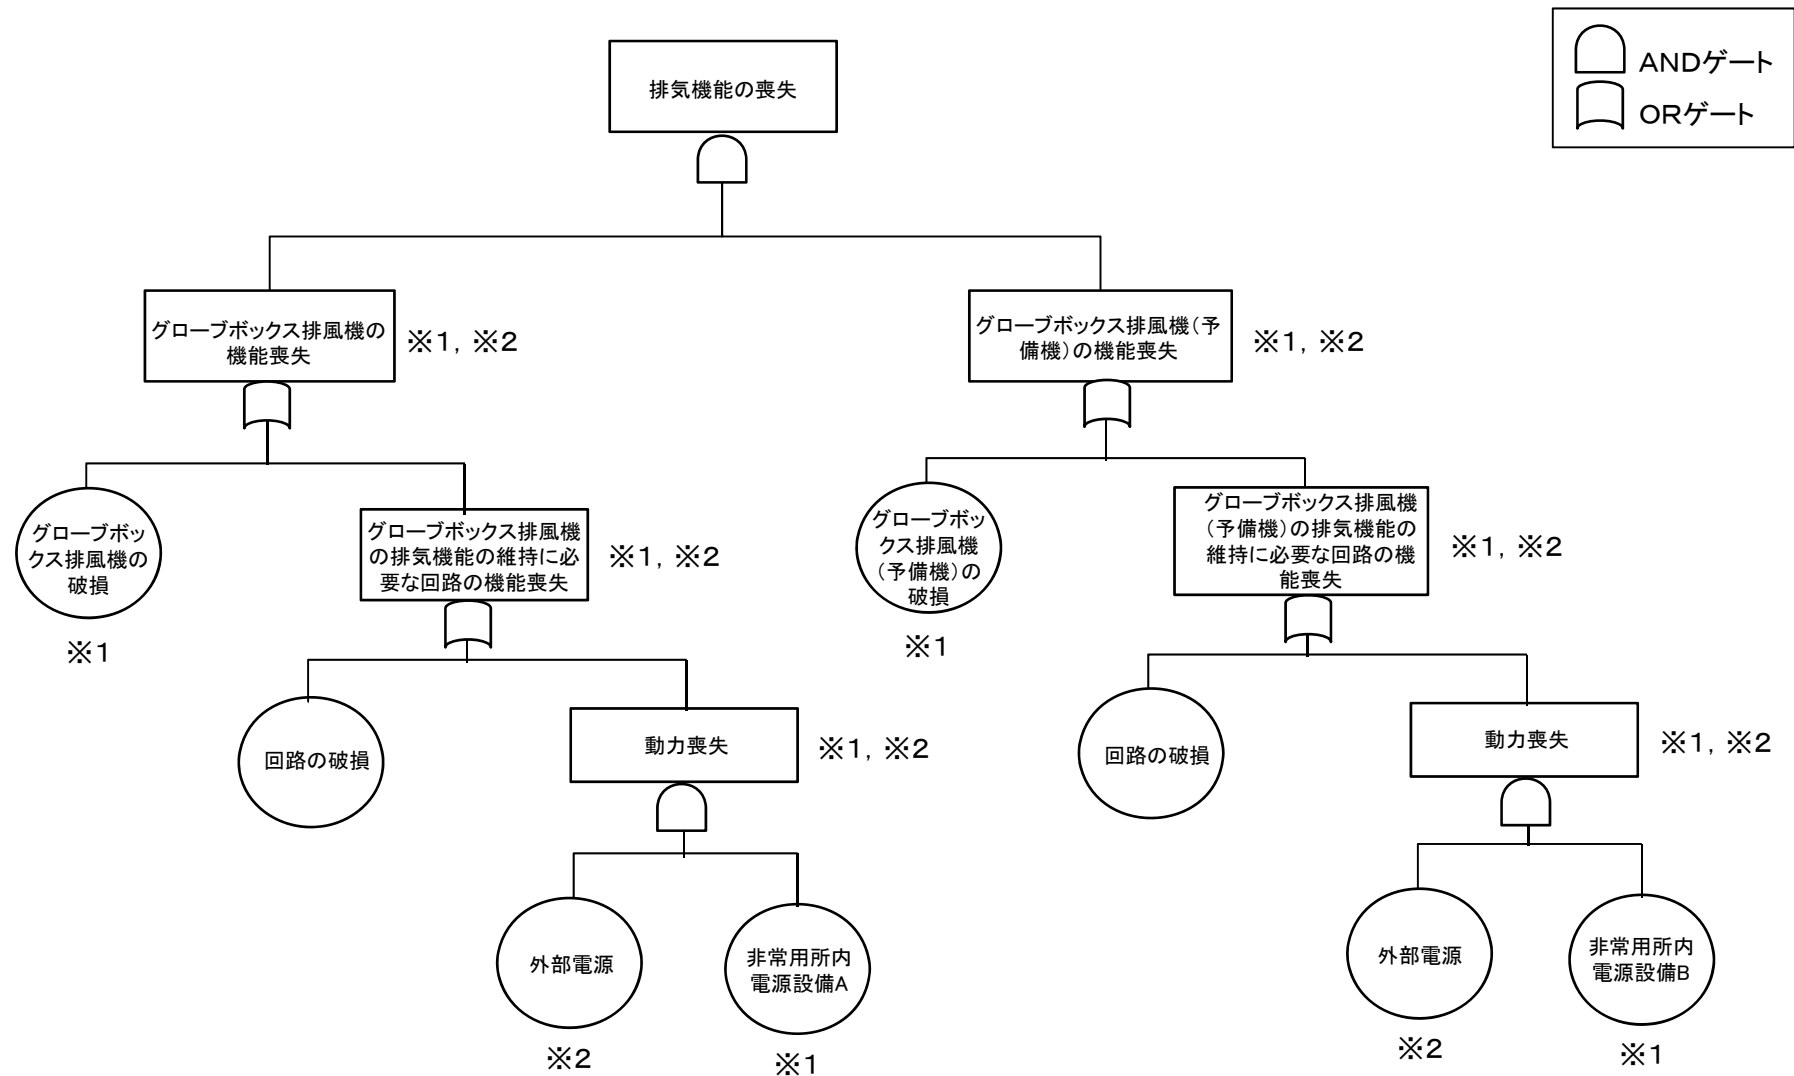 ANDゲート
ORゲート
排気機能の喪失
グローブボックス排風機の
機能喪失
※1, ※2
グローブボックス排風機(予
備機)の機能喪失
※1, ※2
グローブボッ
クス排風機の
破損
※1
グローブボックス排風機
の排気機能の維持に必
要な回路の機能喪失
※1, ※2
グローブボッ
クス排風機
(予備機)の
破損
※1
グローブボックス排風機
(予備機)の排気機能の
維持に必要な回路の機
能喪失
※1, ※2
回路の破損
動力喪失
※1, ※2
回路の破損
動力喪失
※1, ※2
外部電源
※2
非常用所内
電源設備A
※1
外部電源
※2
非常用所内
電源設備B
※1